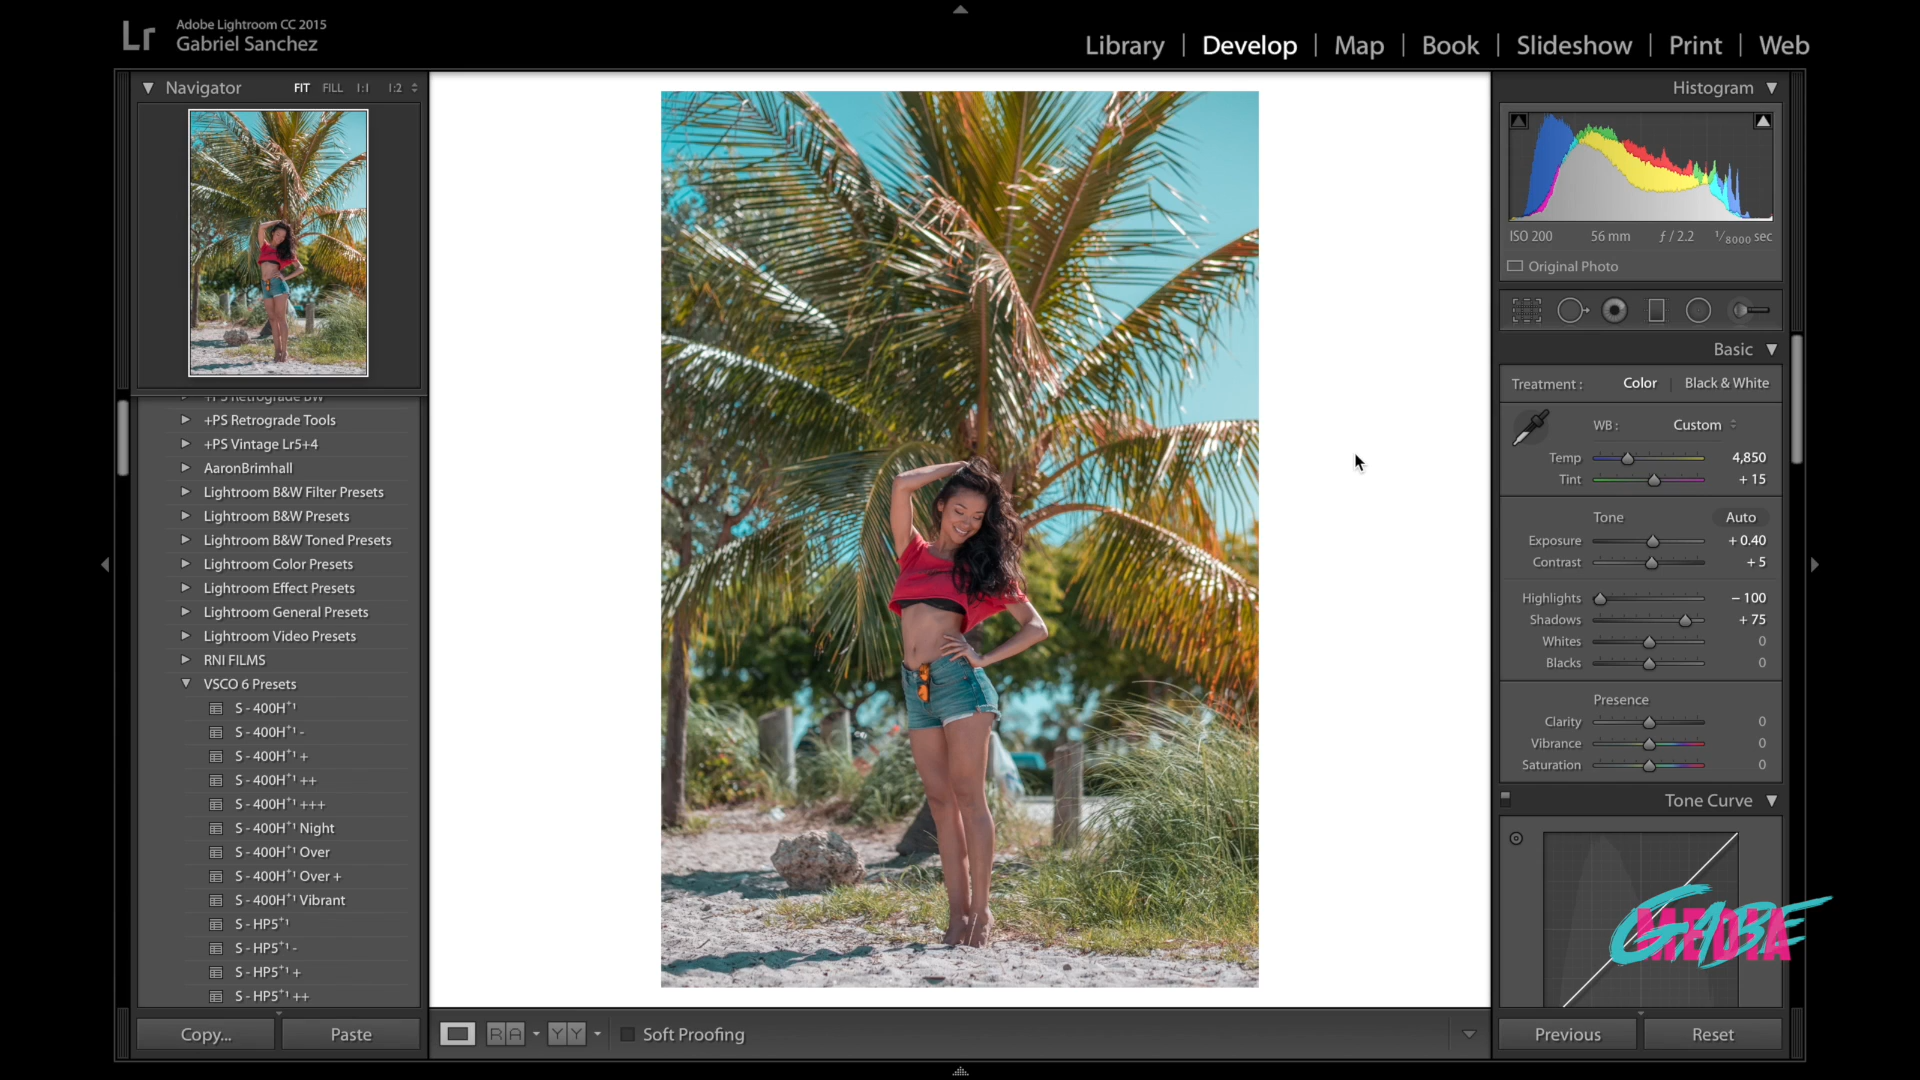 Lr
Adobe Lightroom CC 2015
Gabriel Sanchez
Library | Develop | Map | Book | Slideshow | Print | Web
Navigator FIT FILL 1:1 1:2
+PS Retrograde BW
+PS Retrograde Tools
+PS Vintage Lr5+4
AaronBrimhall
Lightroom B&W Filter Presets
Lightroom B&W Presets
Lightroom B&W Toned Presets
Lightroom Color Presets
Lightroom Effect Presets
Lightroom General Presets
Lightroom Video Presets
RNI FILMS
VSCO 6 Presets
S - 400H⁺¹
S - 400H⁺¹ -
S - 400H⁺¹ +
S - 400H⁺¹ ++
S - 400H⁺¹ +++
S - 400H⁺¹ Night
S - 400H⁺¹ Over
S - 400H⁺¹ Over +
S - 400H⁺¹ Vibrant
S - HP5⁺¹
S - HP5⁺¹ -
S - HP5⁺¹ +
S - HP5⁺¹ ++
Copy... Paste
RA YY Soft Proofing
Histogram
ISO 200 56 mm ƒ / 2.2 1/8000 sec
Original Photo
Basic
Treatment : Color | Black & White
WB : Custom
Temp 4,850
Tint + 15
Tone Auto
Exposure + 0.40
Contrast + 5
Highlights − 100
Shadows + 75
Whites 0
Blacks 0
Presence
Clarity 0
Vibrance 0
Saturation 0
Tone Curve
GABE
MEDIA
Previous Reset